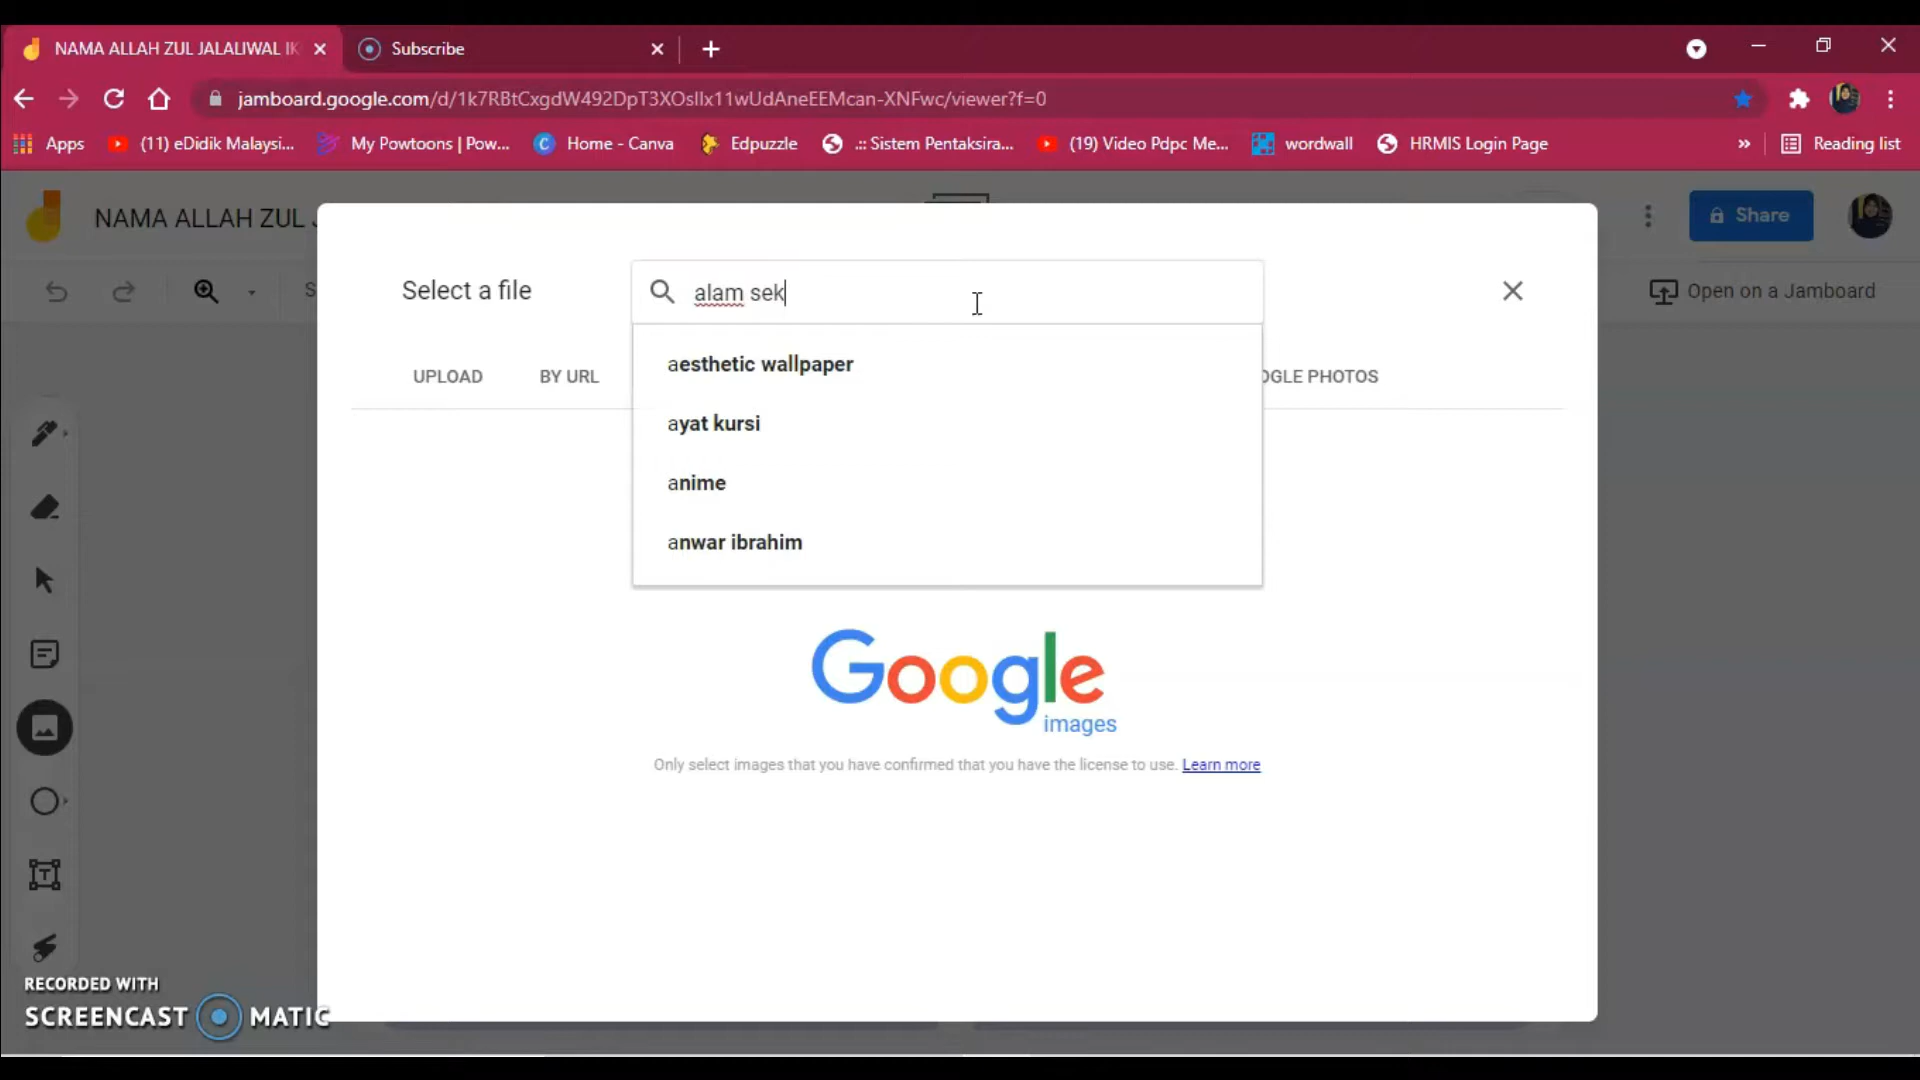 NAMA ALLAH ZUL JALALIWAL IK
Subscribe
jamboard.google.com/d/1k7RBtCxgdW492DpT3XOsIlx11wUdAneEEMcan-XNFwc/viewer?f=0
Apps
(11) eDidik Malaysi...
My Powtoons | Pow...
Home - Canva
Edpuzzle
.:: Sistem Pentaksira...
(19) Video Pdpc Me...
wordwall
HRMIS Login Page
»
Reading list
NAMA ALLAH ZUL J
Share
Select a file
alam sek
Open on a Jamboard
UPLOAD
BY URL
OGLE PHOTOS
aesthetic wallpaper
ayat kursi
anime
anwar ibrahim
Google
images
Only select images that you have confirmed that you have the license to use. Learn more
RECORDED WITH
SCREENCAST MATIC